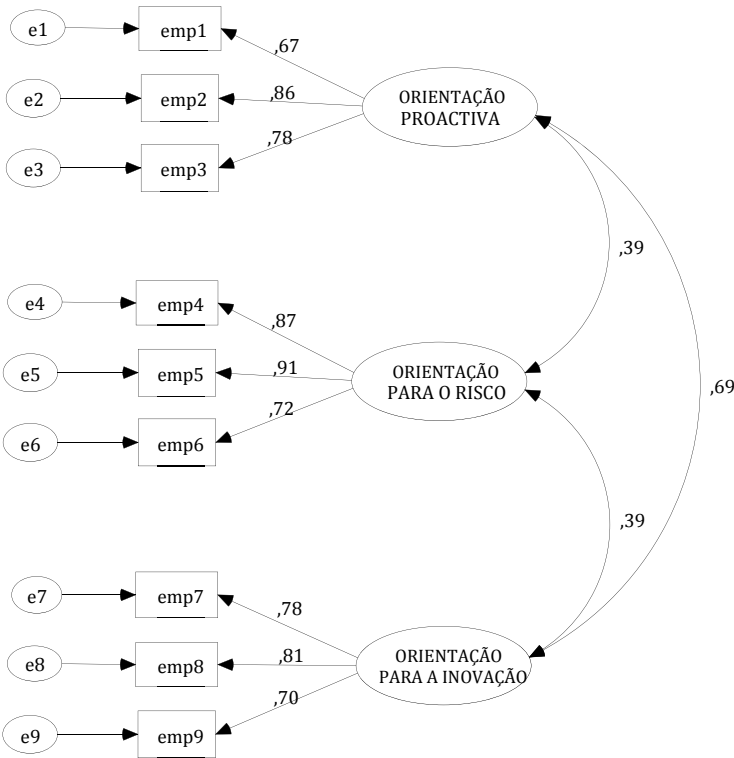 e1
emp1
,67
e2
emp2
,86
ORIENTAÇÃO
PROACTIVA
e3
emp3
,78
,39
e4
emp4
,87
e5
emp5
,91
ORIENTAÇÃO
PARA O RISCO
e6
emp6
,72
,69
,39
e7
emp7
,78
e8
emp8
,81
ORIENTAÇÃO
PARA A INOVAÇÃO
e9
emp9
,70